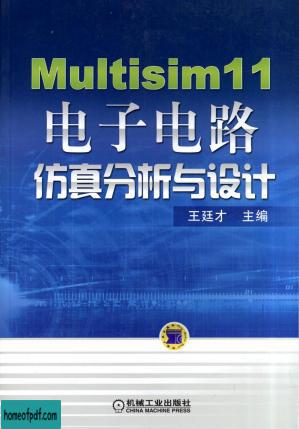 Multisim11
电子电路
仿真分析与设计
王廷才 主编
机械工业出版社
CHINA MACHINE PRESS
homeofpdf.com